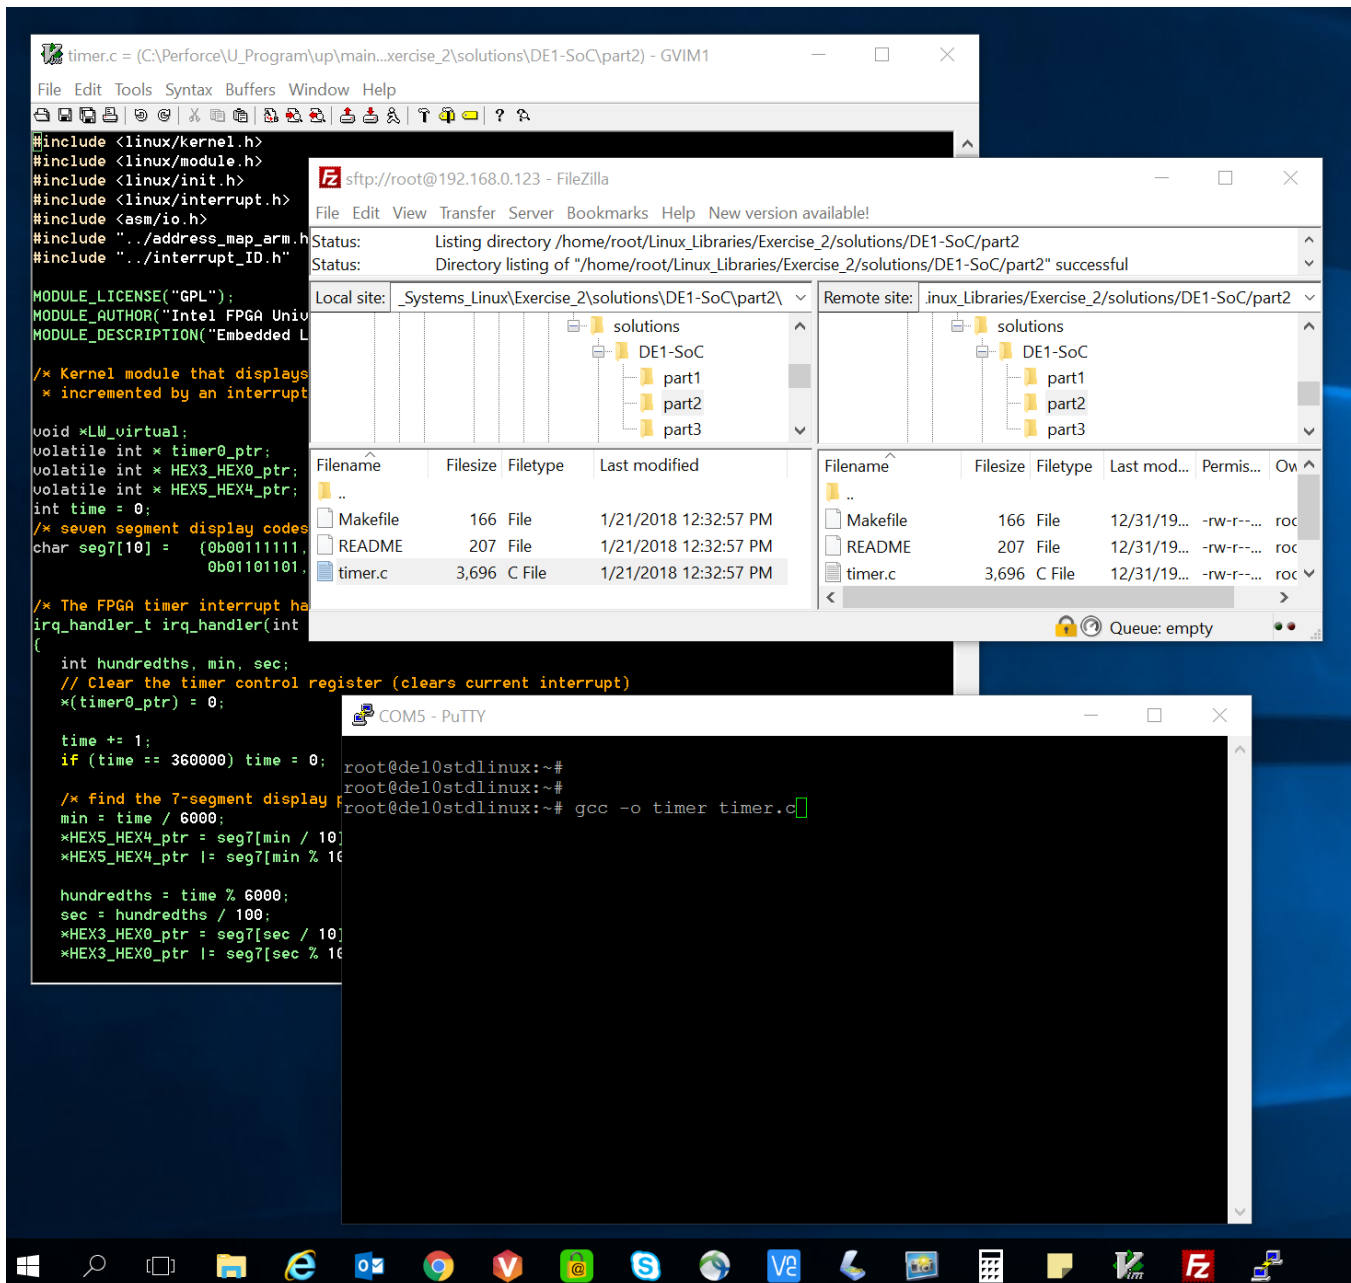 timer.c = (C:\Perforce\U_Program\up\main...xercise_2\solutions\DE1-SoC\part2) - GVIM1
File Edit Tools Syntax Buffers Window Help
#include <linux/kernel.h>
#include <linux/module.h>
#include <linux/init.h>
#include <linux/interrupt.h>
#include <asm/io.h>
#include "../address_map_arm.h
#include "../interrupt_ID.h"
MODULE_LICENSE("GPL");
MODULE_AUTHOR("Intel FPGA Univ
MODULE_DESCRIPTION("Embedded L
/* Kernel module that displays
* incremented by an interrupt
void *LW_virtual;
volatile int * timer0_ptr;
volatile int * HEX3_HEX0_ptr;
volatile int * HEX5_HEX4_ptr;
int time = 0;
/* seven segment display codes
char seg7[10] = {0b00111111,
0b01101101,
/* The FPGA timer interrupt ha
irq_handler_t irq_handler(int
{
int hundredths, min, sec;
// Clear the timer control register (clears current interrupt)
*(timer0_ptr) = 0;
time += 1;
if (time == 360000) time = 0;
/* find the 7-segment display p
min = time / 6000;
*HEX5_HEX4_ptr = seg7[min / 10]
*HEX5_HEX4_ptr |= seg7[min % 10
hundredths = time % 6000;
sec = hundredths / 100;
*HEX3_HEX0_ptr = seg7[sec / 10]
*HEX3_HEX0_ptr |= seg7[sec % 10
sftp://root@192.168.0.123 - FileZilla
File Edit View Transfer Server Bookmarks Help New version available!
Status: Listing directory /home/root/Linux_Libraries/Exercise_2/solutions/DE1-SoC/part2
Status: Directory listing of "/home/root/Linux_Libraries/Exercise_2/solutions/DE1-SoC/part2" successful
Local site: _Systems_Linux\Exercise_2\solutions\DE1-SoC\part2\
solutions
DE1-SoC
part1
part2
part3
Filename Filesize Filetype Last modified
..
Makefile 166 File 1/21/2018 12:32:57 PM
README 207 File 1/21/2018 12:32:57 PM
timer.c 3,696 C File 1/21/2018 12:32:57 PM
Remote site: .inux_Libraries/Exercise_2/solutions/DE1-SoC/part2
solutions
DE1-SoC
part1
part2
part3
Filename Filesize Filetype Last mod... Permis... Ow
..
Makefile 166 File 12/31/19... -rw-r--... roo
README 207 File 12/31/19... -rw-r--... roo
timer.c 3,696 C File 12/31/19... -rw-r--... roo
Queue: empty
COM5 - PuTTY
root@de10stdlinux:~#
root@de10stdlinux:~#
root@de10stdlinux:~# gcc -o timer timer.c